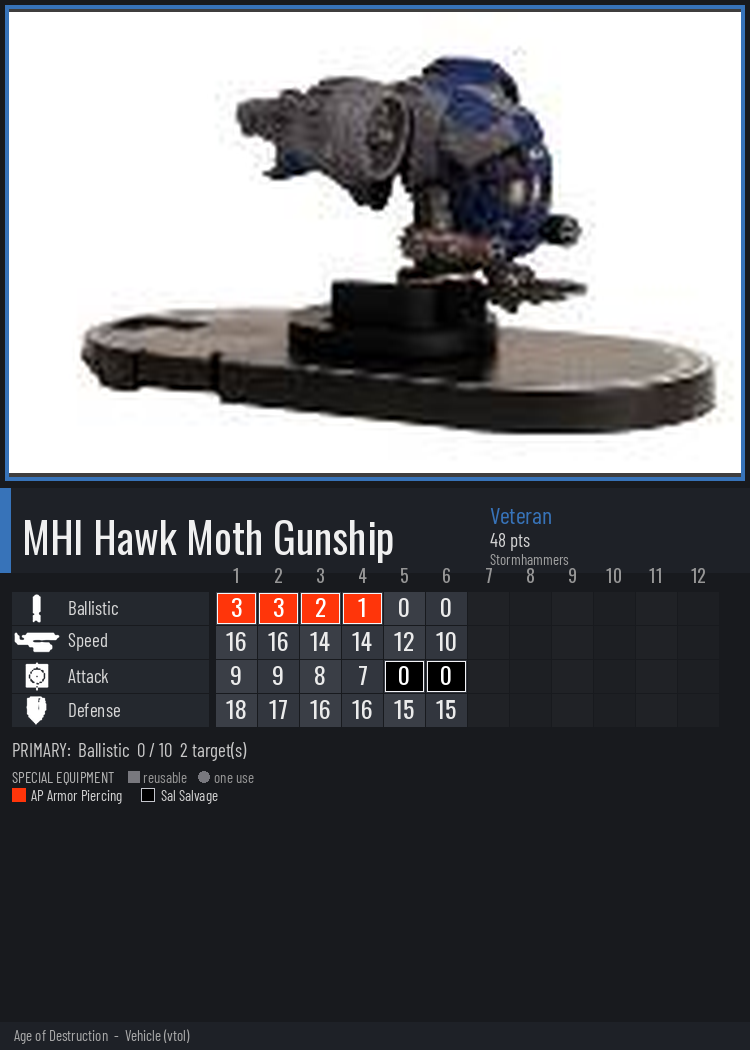 MHI Hawk Moth Gunship
Veteran
48 pts
Stormhammers
1 2 3 4 5 6 7 8 9 10 11 12
Ballistic 3 3 2 1 0 0
Speed 16 16 14 14 12 10
Attack 9 9 8 7 0 0
Defense 18 17 16 16 15 15
PRIMARY: Ballistic 0 / 10 2 target(s)
SPECIAL EQUIPMENT reusable one use
AP Armor Piercing Sal Salvage
Age of Destruction - Vehicle (vtol)